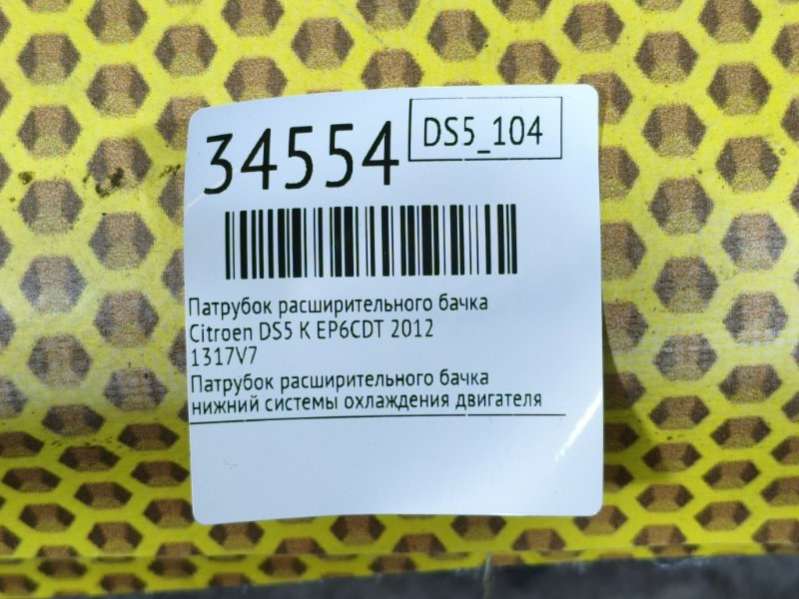 34554
DS5_104
Патрубок расширительного бачка
Citroen DS5 K EP6CDT 2012
1317V7
Патрубок расширительного бачка
нижний системы охлаждения двигателя